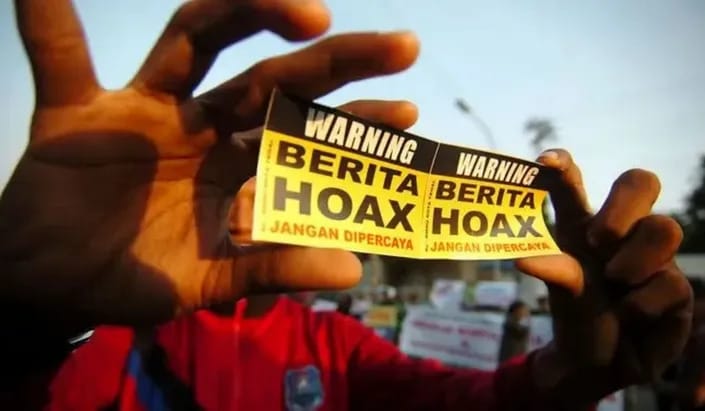 WARNING
BERITA
HOAX
JANGAN DIPERCAYA
WARNING
BERITA
HOAX
JANGAN DIPERCAYA